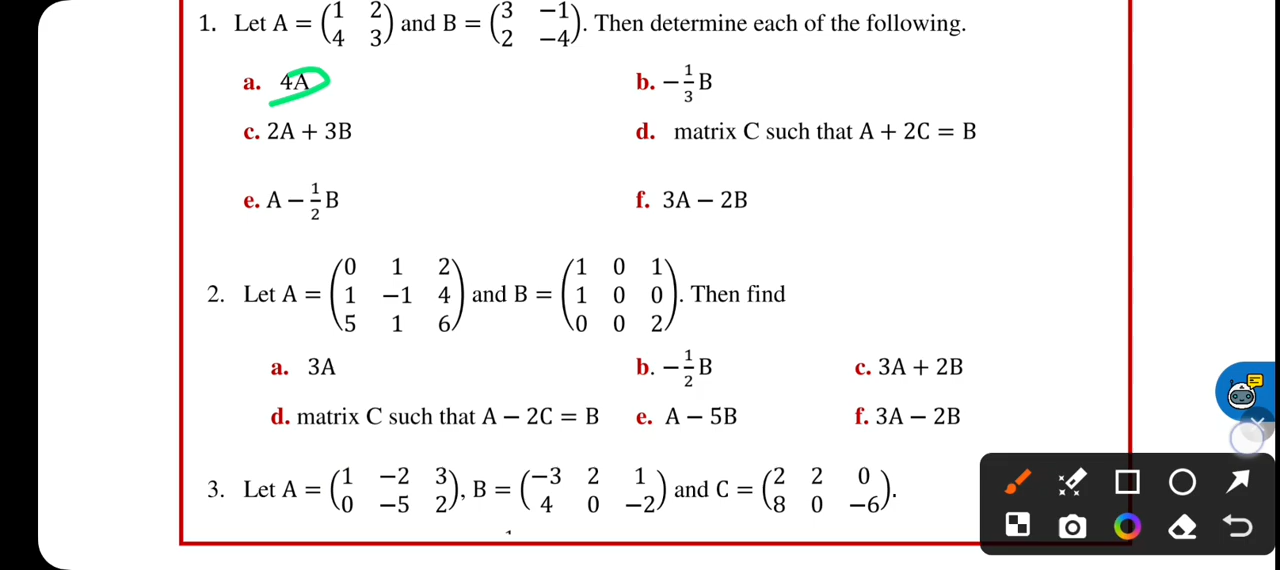 1. Let A = (1 2 4 3) and B = (3 −1 2 −4). Then determine each of the following.
a. 4A b. −1/3 B
c. 2A + 3B d. matrix C such that A + 2C = B
e. A − 1/2 B f. 3A − 2B
2. Let A = (0 1 2 1 −1 4 5 1 6) and B = (1 0 1 1 0 0 0 0 2). Then find
a. 3A b. −1/2 B c. 3A + 2B
d. matrix C such that A − 2C = B e. A − 5B f. 3A − 2B
3. Let A = (1 −2 3 0 −5 2), B = (−3 2 1 4 0 −2) and C = (2 2 0 8 0 −6).